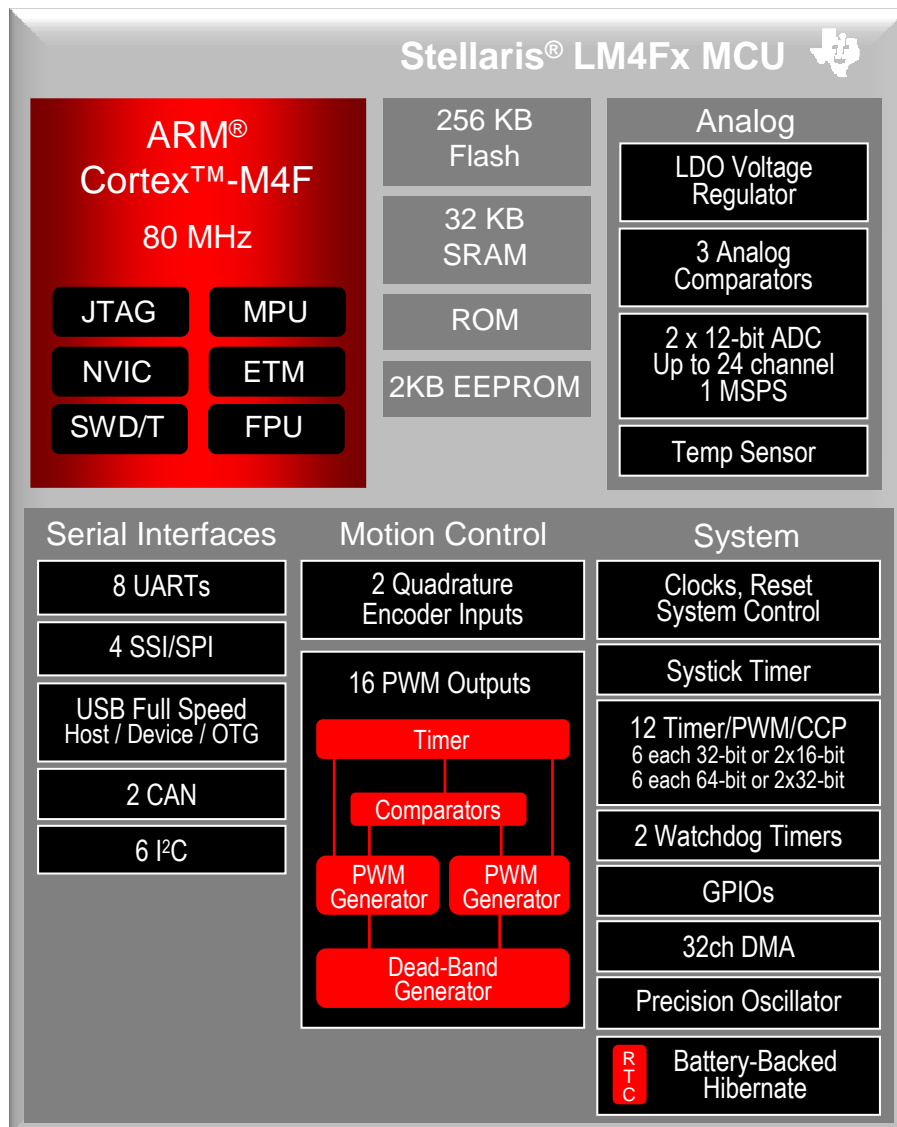 Stellaris® LM4Fx MCU
ARM®
Cortex™-M4F
80 MHz
JTAG
MPU
NVIC
ETM
SWD/T
FPU
256 KB
Flash
32 KB
SRAM
ROM
2KB EEPROM
Analog
LDO Voltage
Regulator
3 Analog
Comparators
2 x 12-bit ADC
Up to 24 channel
1 MSPS
Temp Sensor
Serial Interfaces
8 UARTs
4 SSI/SPI
USB Full Speed
Host / Device / OTG
2 CAN
6 I²C
Motion Control
2 Quadrature
Encoder Inputs
16 PWM Outputs
Timer
Comparators
PWM
Generator
PWM
Generator
Dead-Band
Generator
System
Clocks, Reset
System Control
Systick Timer
12 Timer/PWM/CCP
6 each 32-bit or 2x16-bit
6 each 64-bit or 2x32-bit
2 Watchdog Timers
GPIOs
32ch DMA
Precision Oscillator
RTC
Battery-Backed
Hibernate